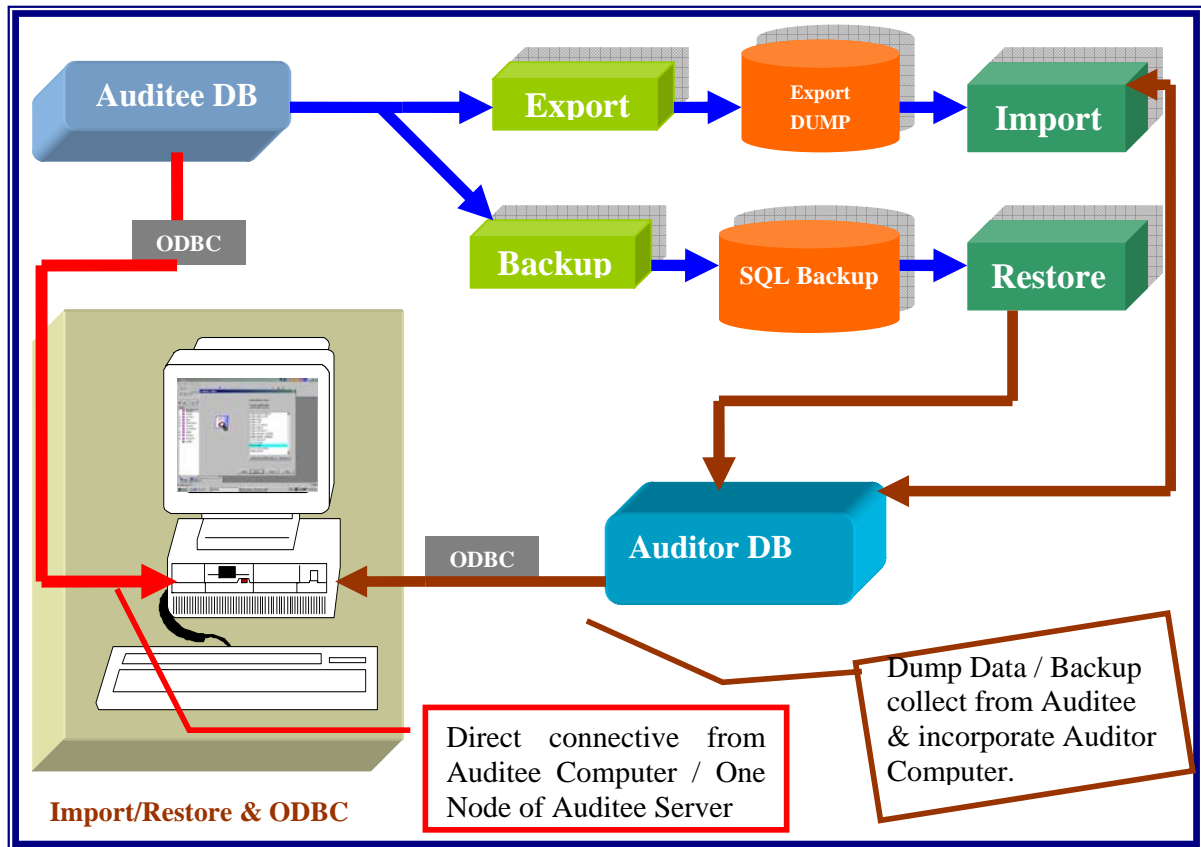 Auditee DB
Export
Export
DUMP
Import
ODBC
Backup
SQL Backup
Restore
Auditor DB
ODBC
Dump Data / Backup
collect from Auditee
& incorporate Auditor
Computer.
Direct connective from
Auditee Computer / One
Node of Auditee Server
Import/Restore & ODBC